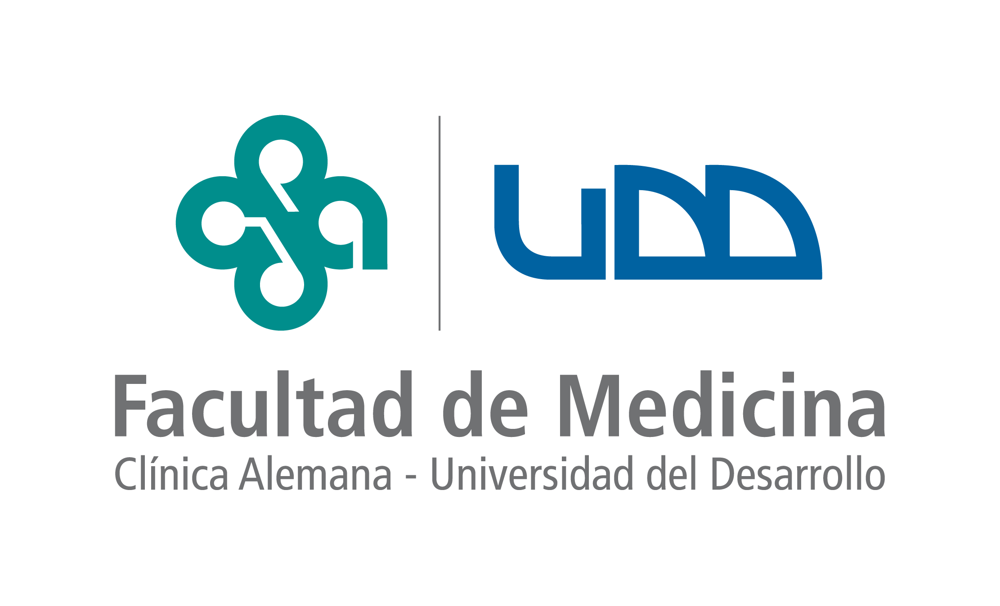 UDD
Facultad de Medicina
Clínica Alemana - Universidad del Desarrollo